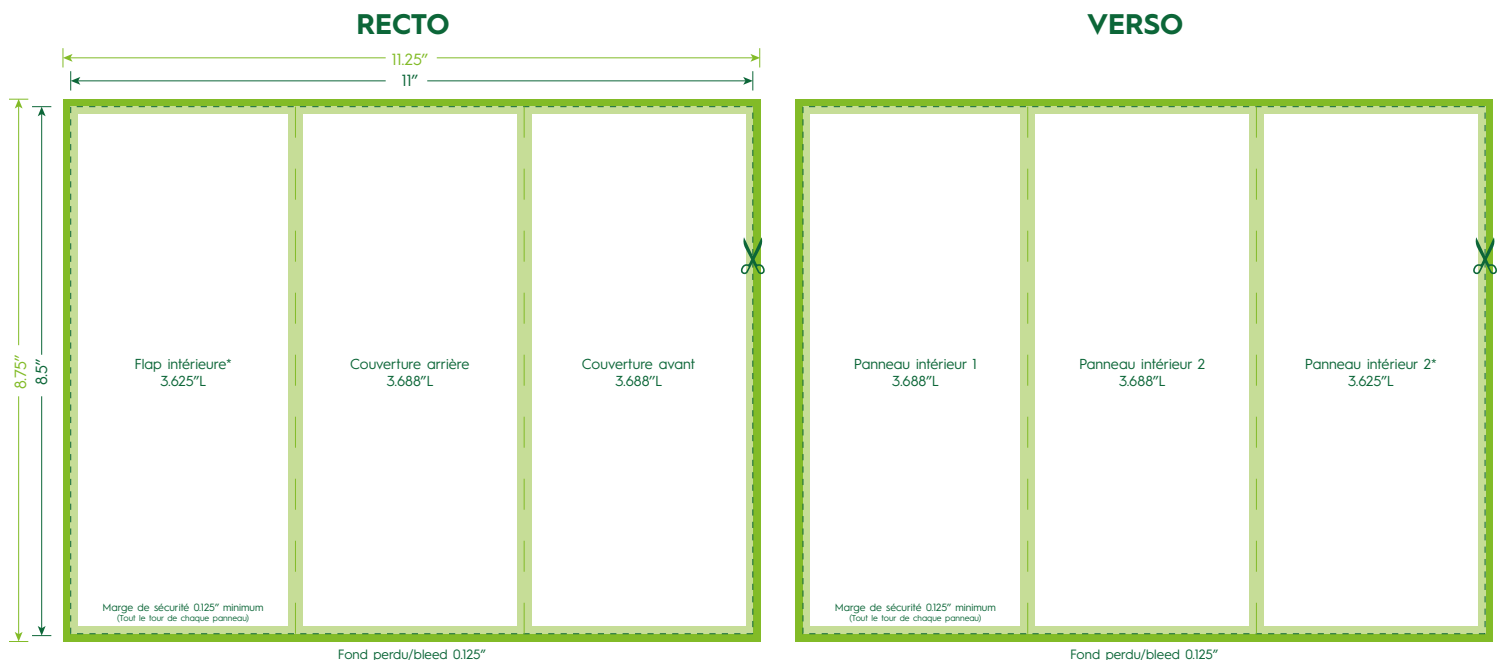 RECTO
11.25"
11"
8.75"
8.5"
Flap intérieure*
3.625"L
Couverture arrière
3.688"L
Couverture avant
3.688"L
Marge de sécurité 0.125" minimum
(Tout le tour de chaque panneau)
Fond perdu/bleed 0.125"
VERSO
Panneau intérieur 1
3.688"L
Panneau intérieur 2
3.688"L
Panneau intérieur 2*
3.625"L
Marge de sécurité 0.125" minimum
(Tout le tour de chaque panneau)
Fond perdu/bleed 0.125"